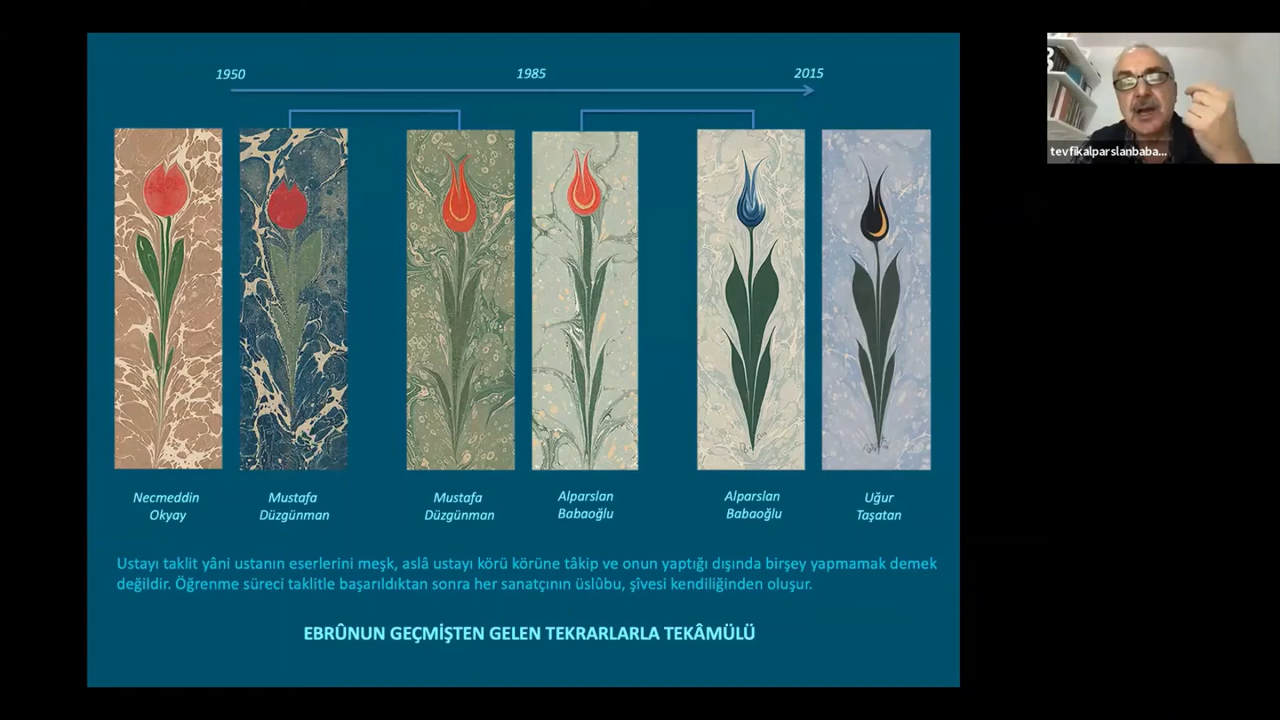 1950 1985 2015
tevfikalparslanbaba...
Necmeddin
Okyay
Mustafa
Düzgünman
Mustafa
Düzgünman
Alparslan
Babaoğlu
Alparslan
Babaoğlu
Uğur
Taşatan
Ustayı taklit yâni ustanın eserlerini meşk, aslâ ustayı körü körüne tâkip ve onun yaptığı dışında birşey yapmamak demek
değildir. Öğrenme süreci taklitle başarıldıktan sonra her sanatçının üslûbu, şîvesi kendiliğinden oluşur.
EBRÛNUN GEÇMİŞTEN GELEN TEKRARLARLA TEKÂMÜLÜ